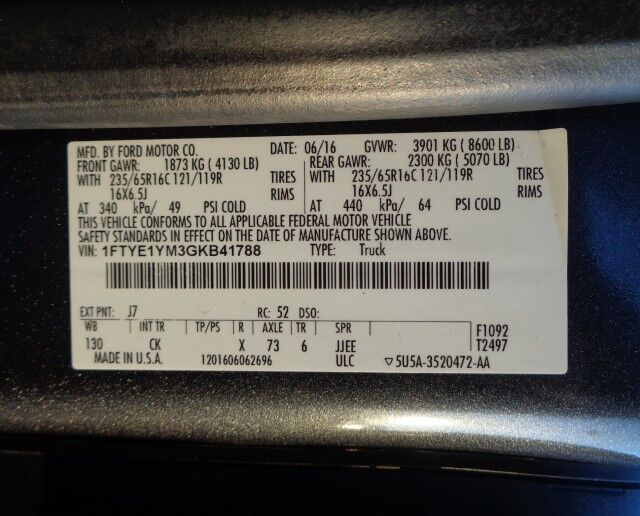 MFD. BY FORD MOTOR CO. DATE: 06/16 GVWR: 3901 KG ( 8600 LB)
FRONT GAWR: 1873 KG ( 4130 LB) REAR GAWR: 2300 KG ( 5070 LB)
WITH 235/65R16C 121/119R TIRES WITH 235/65R16C 121/119R TIRES
16X6.5J RIMS 16X6.5J RIMS
AT 340 kPa/ 49 PSI COLD AT 440 kPa/ 64 PSI COLD
THIS VEHICLE CONFORMS TO ALL APPLICABLE FEDERAL MOTOR VEHICLE
SAFETY STANDARDS IN EFFECT ON THE DATE OF MANUFACTURE SHOWN ABOVE.
VIN: 1FTYE1YM3GKB41788 TYPE: Truck
EXT PNT: J7 RC: 52 DSO:
WB INT TR TP/PS R AXLE TR SPR F1092
130 CK X 73 6 JJEE T2497
MADE IN U.S.A. 1201606062696 ULC ▽5U5A-3520472-AA